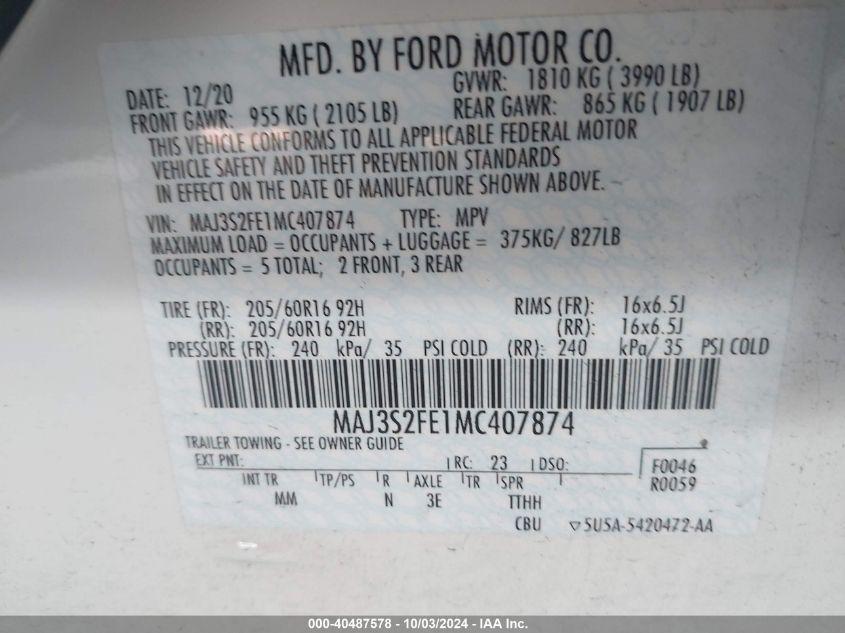 MFD. BY FORD MOTOR CO.
DATE: 12/20 GVWR: 1810 KG ( 3990 LB)
FRONT GAWR: 955 KG ( 2105 LB) REAR GAWR: 865 KG ( 1907 LB)
THIS VEHICLE CONFORMS TO ALL APPLICABLE FEDERAL MOTOR
VEHICLE SAFETY AND THEFT PREVENTION STANDARDS
IN EFFECT ON THE DATE OF MANUFACTURE SHOWN ABOVE.
VIN: MAJ3S2FE1MC407874 TYPE: MPV
MAXIMUM LOAD = OCCUPANTS + LUGGAGE = 375KG/ 827LB
OCCUPANTS = 5 TOTAL; 2 FRONT, 3 REAR
TIRE (FR): 205/60R16 92H RIMS (FR): 16x6.5J
(RR): 205/60R16 92H (RR): 16x6.5J
PRESSURE (FR): 240 kPa/ 35 PSI COLD (RR): 240 kPa/ 35 PSI COLD
MAJ3S2FE1MC407874
TRAILER TOWING - SEE OWNER GUIDE
EXT PNT: RC: 23 DSO: F0046
R0059
INT TR TP/PS R AXLE TR SPR
MM N 3E TTHH
CBU 5U5A-5420472-AA
000-40487578 - 10/03/2024 - IAA Inc.